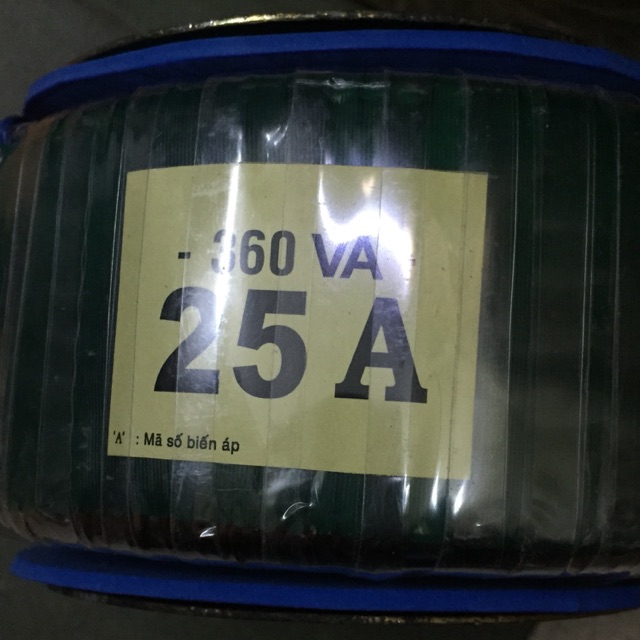 - 360 VA -
25 A
'A' : Mã số biến áp